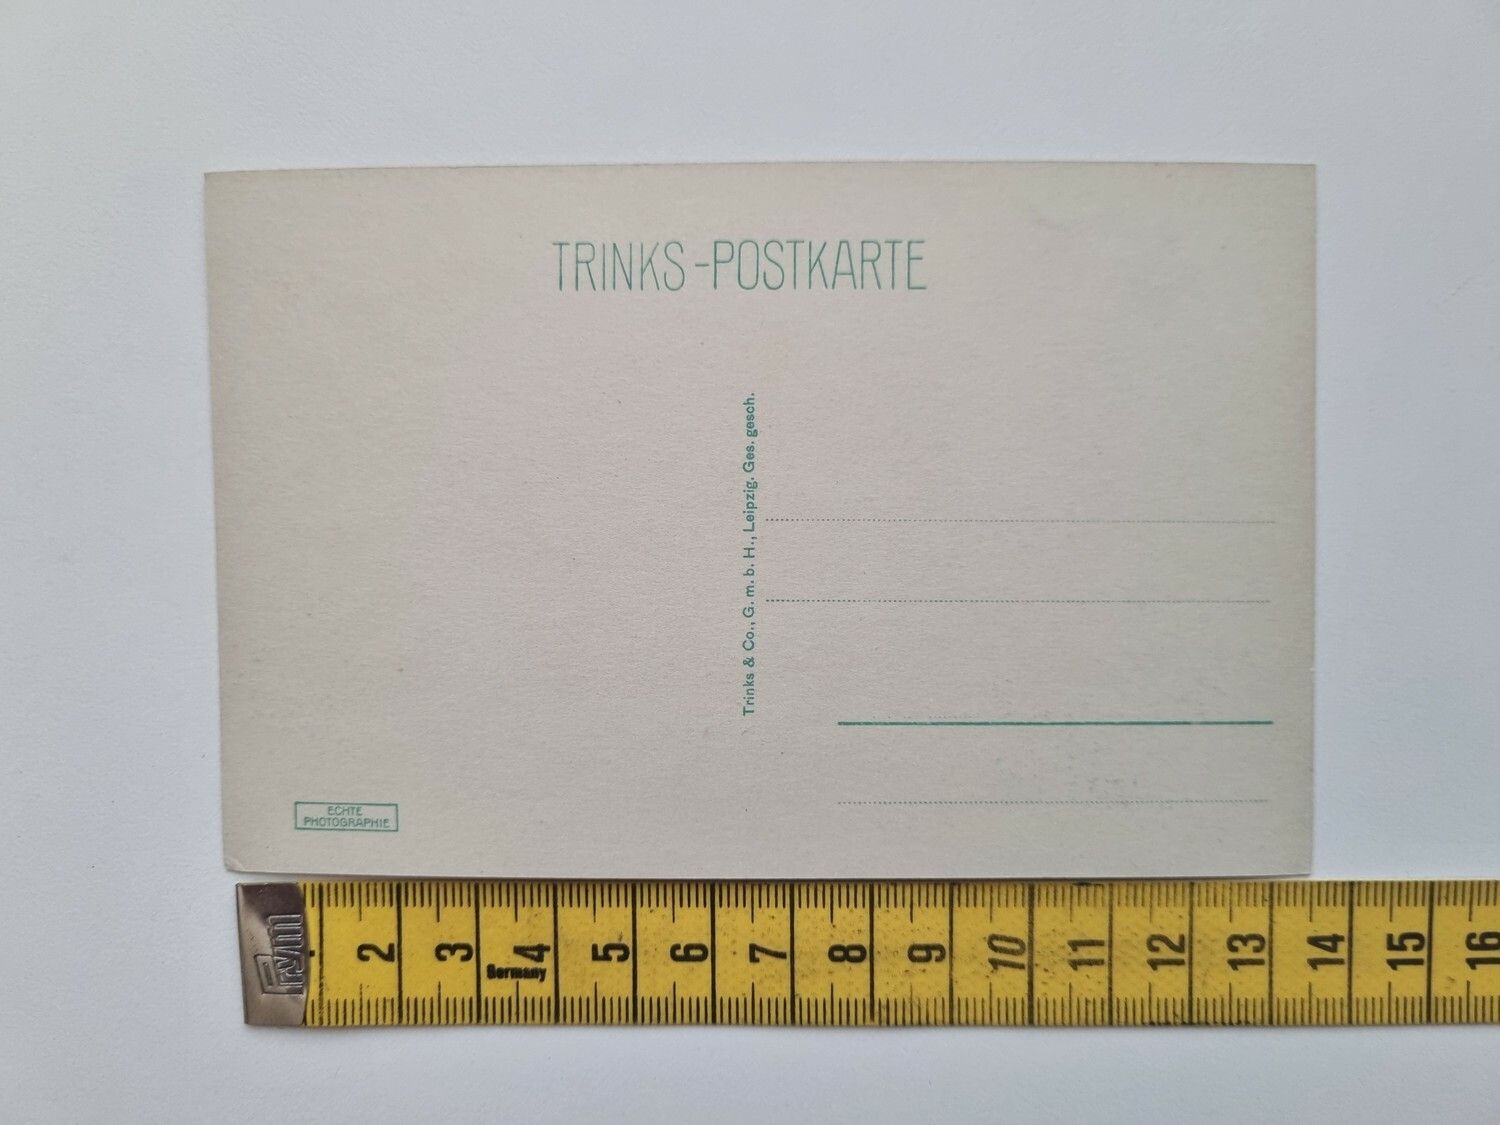 TRINKS-POSTKARTE
Trinks & Co., G. m. b. H., Leipzig. Ges. gesch.
ECHTE
PHOTOGRAPHIE
Prym
2 3 4 5 6 7 8 9 10 11 12 13 14 15 16
Germany